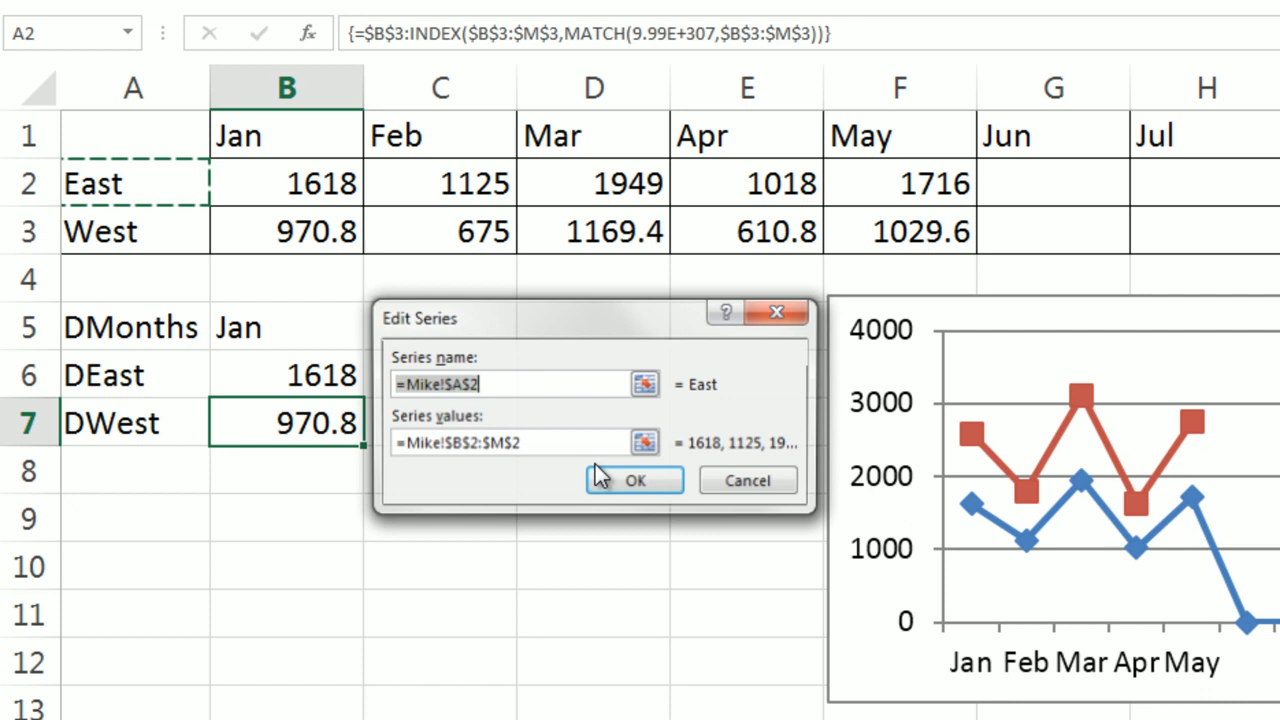 A2 fx {=$B$3:INDEX($B$3:$M$3,MATCH(9.99E+307,$B$3:$M$3))}
A B C D E F G H
1 Jan Feb Mar Apr May Jun Jul
2 East 1618 1125 1949 1018 1716
3 West 970.8 675 1169.4 610.8 1029.6
4
5 DMonths Jan
6 DEast 1618
7 DWest 970.8
8
9
10
11
12
13
Edit Series ?
Series name:
=Mike!$A$2 = East
Series values:
=Mike!$B$2:$M$2 = 1618, 1125, 19...
OK Cancel
4000
3000
2000
1000
0
Jan Feb Mar Apr May